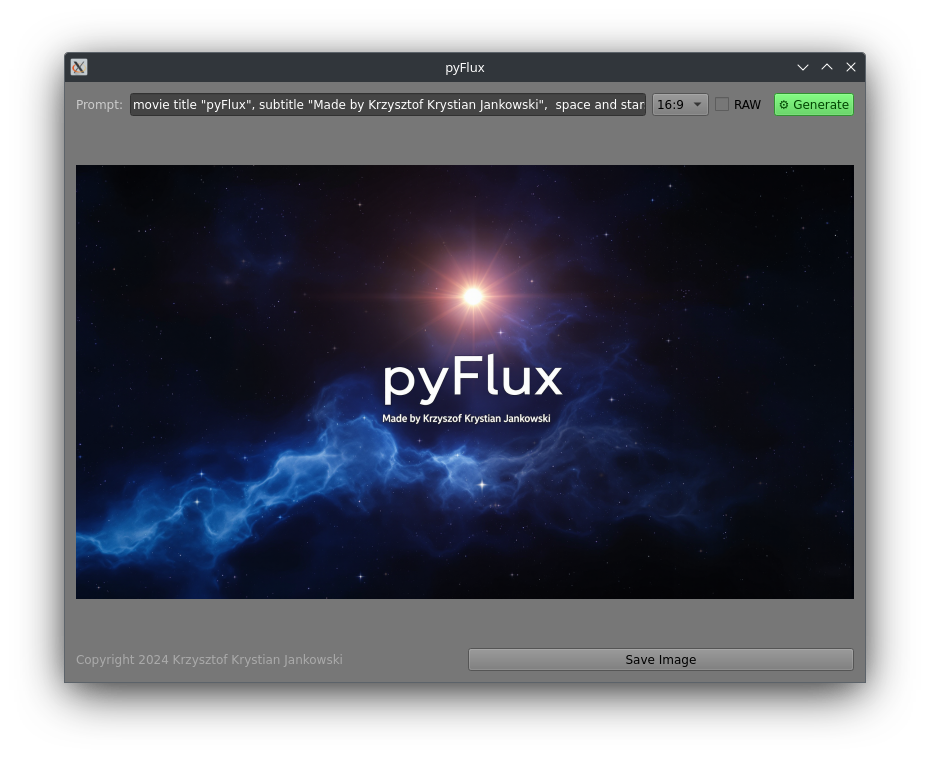 pyFlux
Prompt: movie title "pyFlux", subtitle "Made by Krzysztof Krystian Jankowski",  space and star 16:9 RAW ⚙ Generate
pyFlux
Made by Krzyszof Krystian Jankowski
Copyright 2024 Krzysztof Krystian Jankowski Save Image